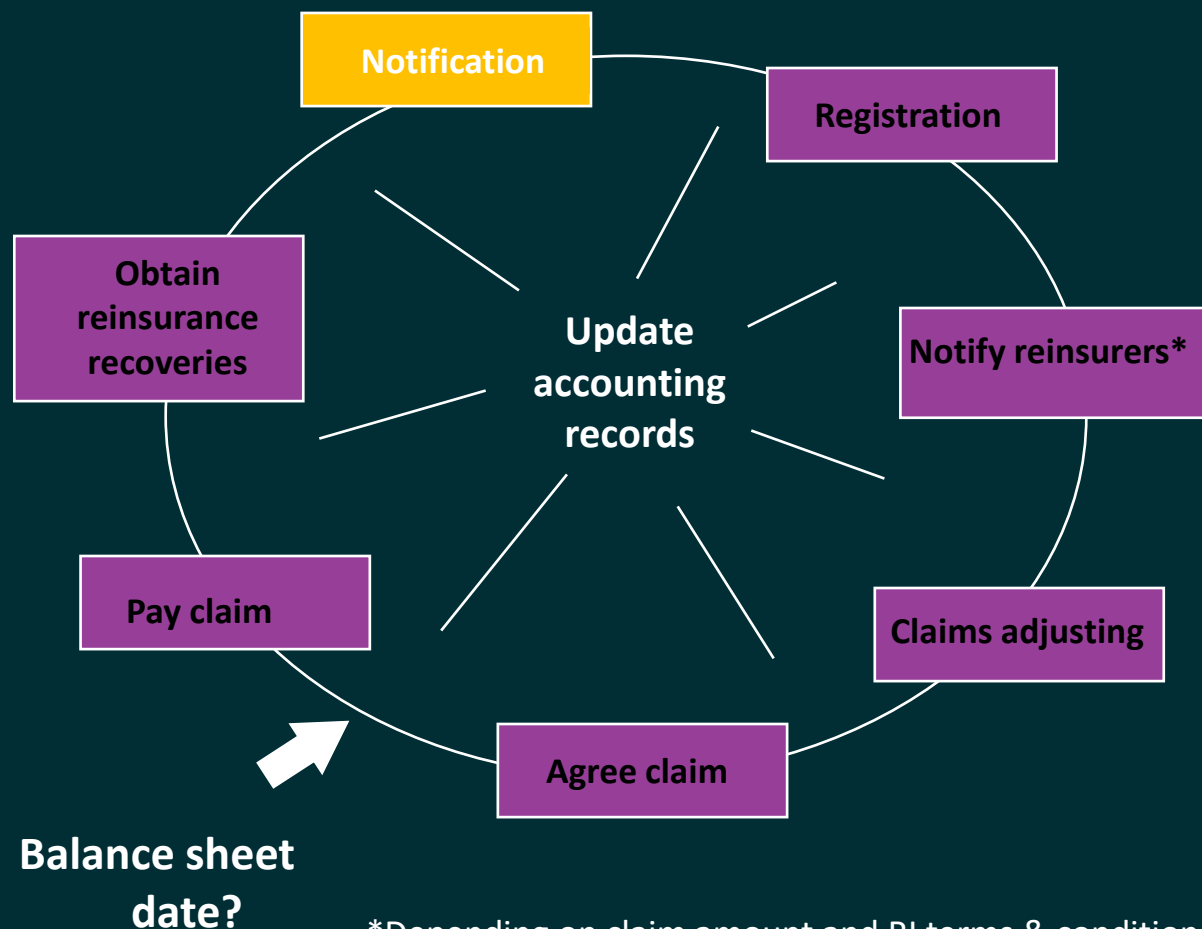 Notification
Registration
Obtain
reinsurance
recoveries
Update
accounting
records
Notify reinsurers*
Pay claim
Claims adjusting
Agree claim
Balance sheet
date?
*Depending on claim amount and RI terms & condition